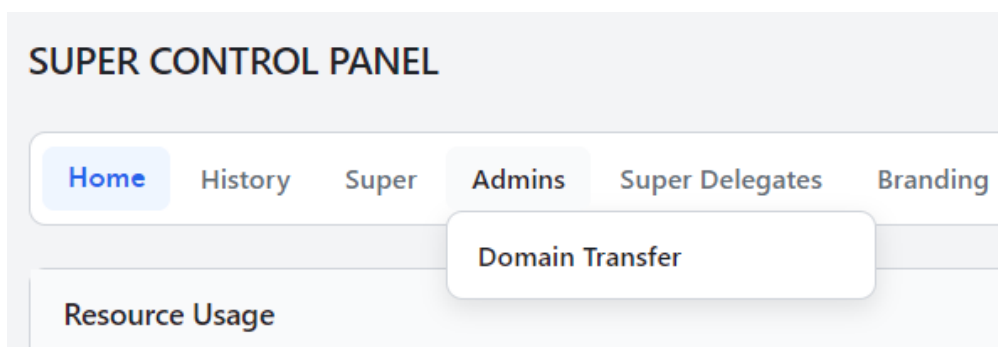 SUPER CONTROL PANEL
Home History Super Admins Super Delegates Branding
Domain Transfer
Resource Usage